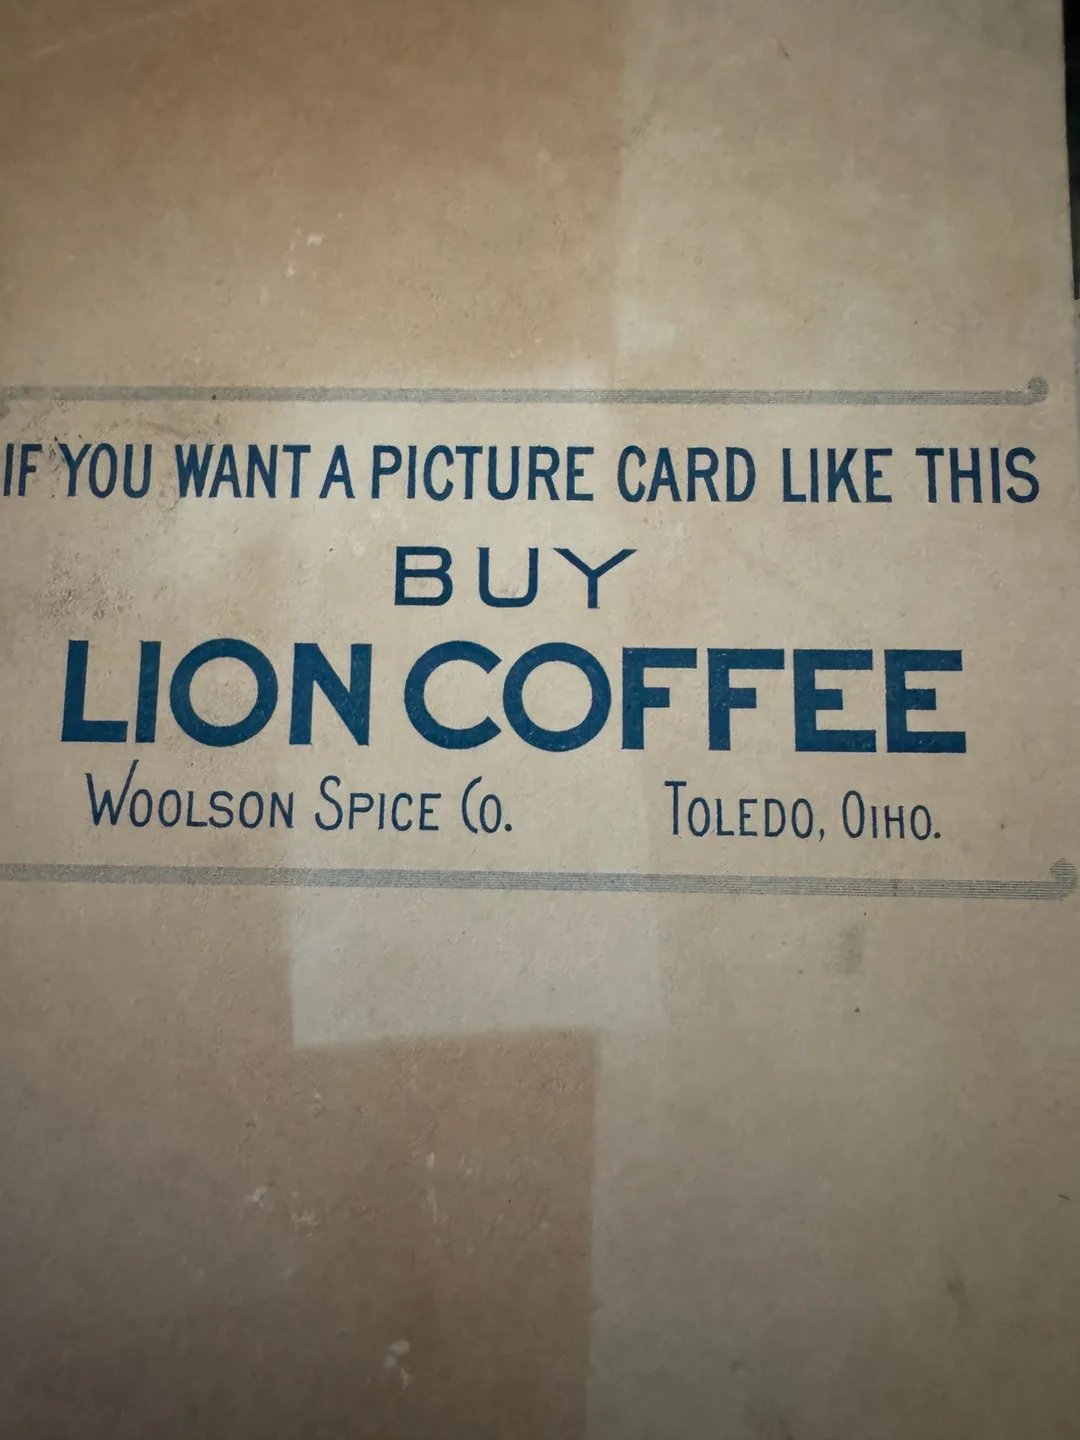 IF YOU WANT A PICTURE CARD LIKE THIS
BUY
LION COFFEE
WOOLSON SPICE CO. TOLEDO, OIHO.